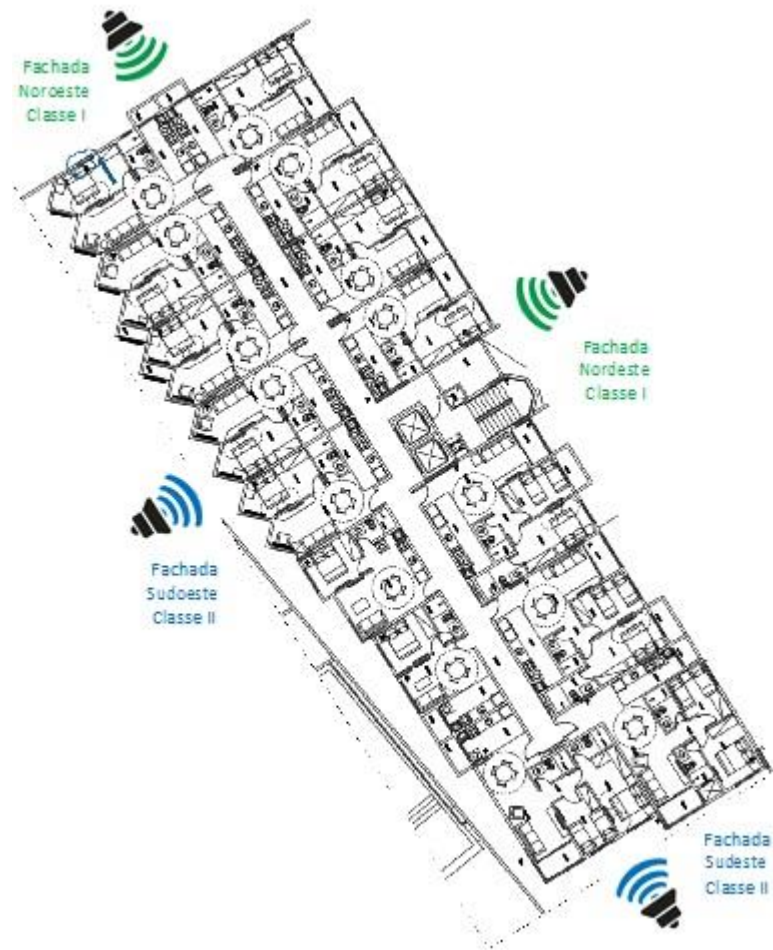 Fachada
Noroeste
Classe I
Fachada
Nordeste
Classe I
Fachada
Sudoeste
Classe II
Fachada
Sudeste
Classe II